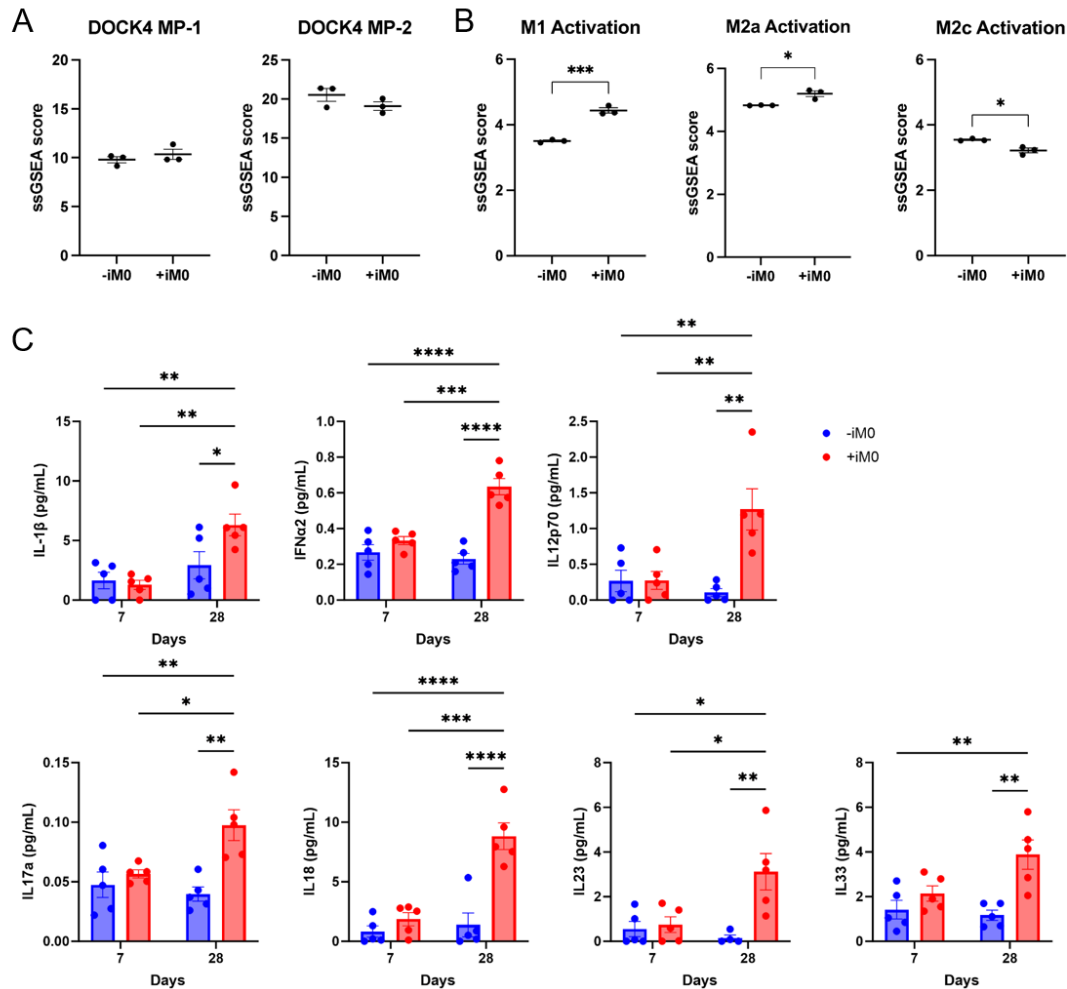 A
DOCK4 MP-1
DOCK4 MP-2
B
M1 Activation
M2a Activation
M2c Activation
ssGSEA score
20
15
10
5
0
-iM0
+iM0
ssGSEA score
25
20
15
10
5
0
-iM0
+iM0
ssGSEA score
6
4
2
0
***
-iM0
+iM0
ssGSEA score
6
4
2
0
*
-iM0
+iM0
ssGSEA score
6
4
2
0
*
-iM0
+iM0
C
**
**
*
IL-1β (pg/mL)
15
10
5
0
7
28
Days
****
***
****
IFNα2 (pg/mL)
1.0
0.8
0.6
0.4
0.2
0.0
7
28
Days
**
**
**
IL12p70 (pg/mL)
2.5
2.0
1.5
1.0
0.5
0.0
7
28
Days
-iM0
+iM0
**
*
**
IL17a (pg/mL)
0.15
0.10
0.05
0.00
7
28
Days
****
***
****
IL18 (pg/mL)
15
10
5
0
7
28
Days
*
*
**
IL23 (pg/mL)
8
6
4
2
0
7
28
Days
**
**
IL33 (pg/mL)
8
6
4
2
0
7
28
Days